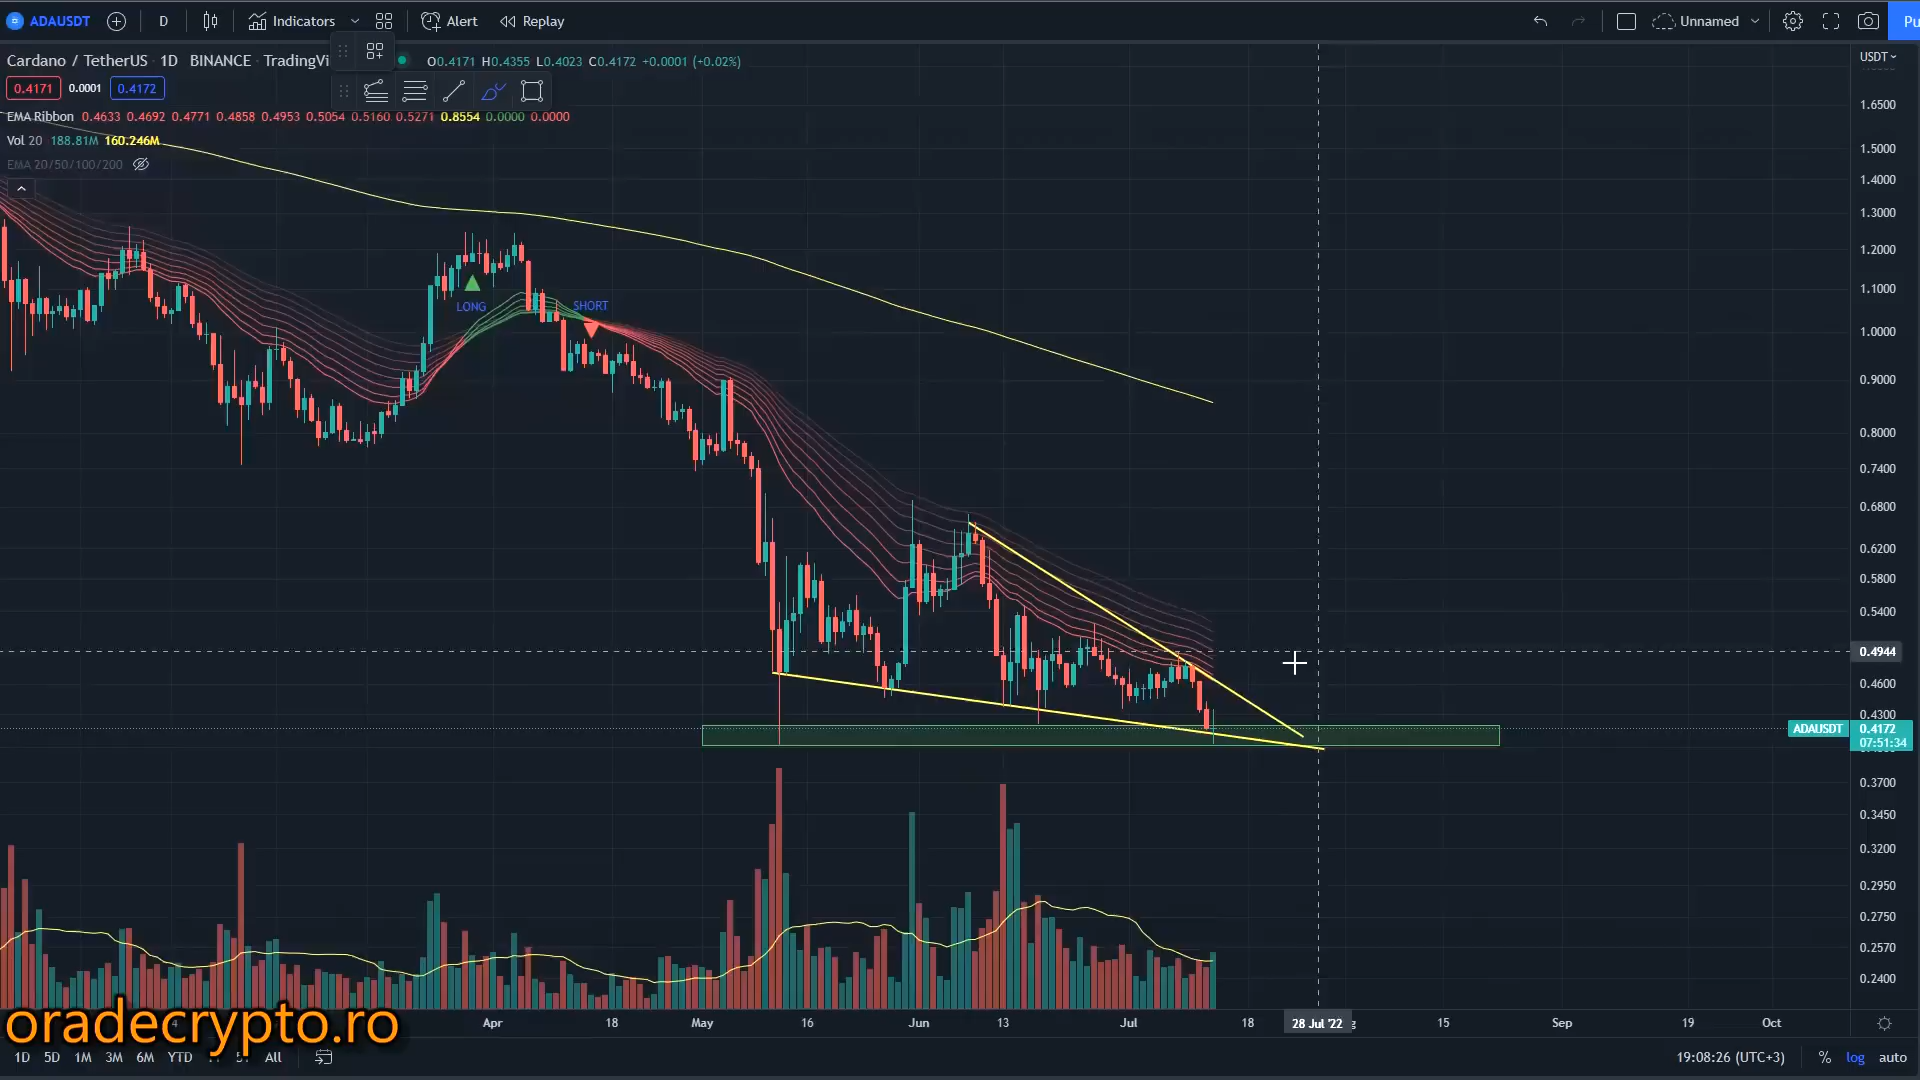 ADAUSDT D Indicators Alert Replay Unnamed Pu
Cardano / TetherUS · 1D · BINANCE · TradingVi O0.4171 H0.4355 L0.4023 C0.4172 +0.0001 (+0.02%) USDT
0.4171 0.0001 0.4172
EMA Ribbon 0.4633 0.4692 0.4771 0.4858 0.4953 0.5054 0.5160 0.5271 0.8554 0.0000 0.0000
Vol 20 188.81M 160.246M
EMA 20/50/100/200
1.6500
1.5000
1.4000
1.3000
1.2000
1.1000
LONG SHORT
1.0000
0.9000
0.8000
0.7400
0.6800
0.6200
0.5800
0.5400
0.4944
0.4600
0.4300
ADAUSDT 0.4172
07:51:34
0.3700
0.3450
0.3200
0.2950
0.2750
0.2570
0.2400
oradecrypto.ro
Apr 18 May 16 Jun 13 Jul 18 28 Jul '22 15 Sep 19 Oct
1D 5D 1M 3M 6M YTD All 19:08:26 (UTC+3) % log auto